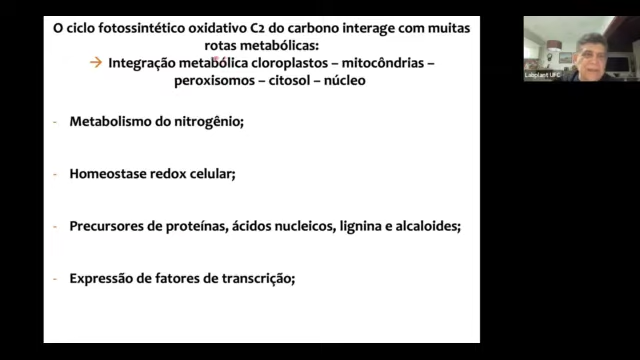 O ciclo fotossintético oxidativo C2 do carbono interage com muitas
rotas metabólicas:
→ Integração metabólica cloroplastos – mitocôndrias –
peroxisomos – citosol – núcleo
- Metabolismo do nitrogênio;
- Homeostase redox celular;
- Precursores de proteínas, ácidos nucleicos, lignina e alcaloides;
- Expressão de fatores de transcrição;
Labplant UFC